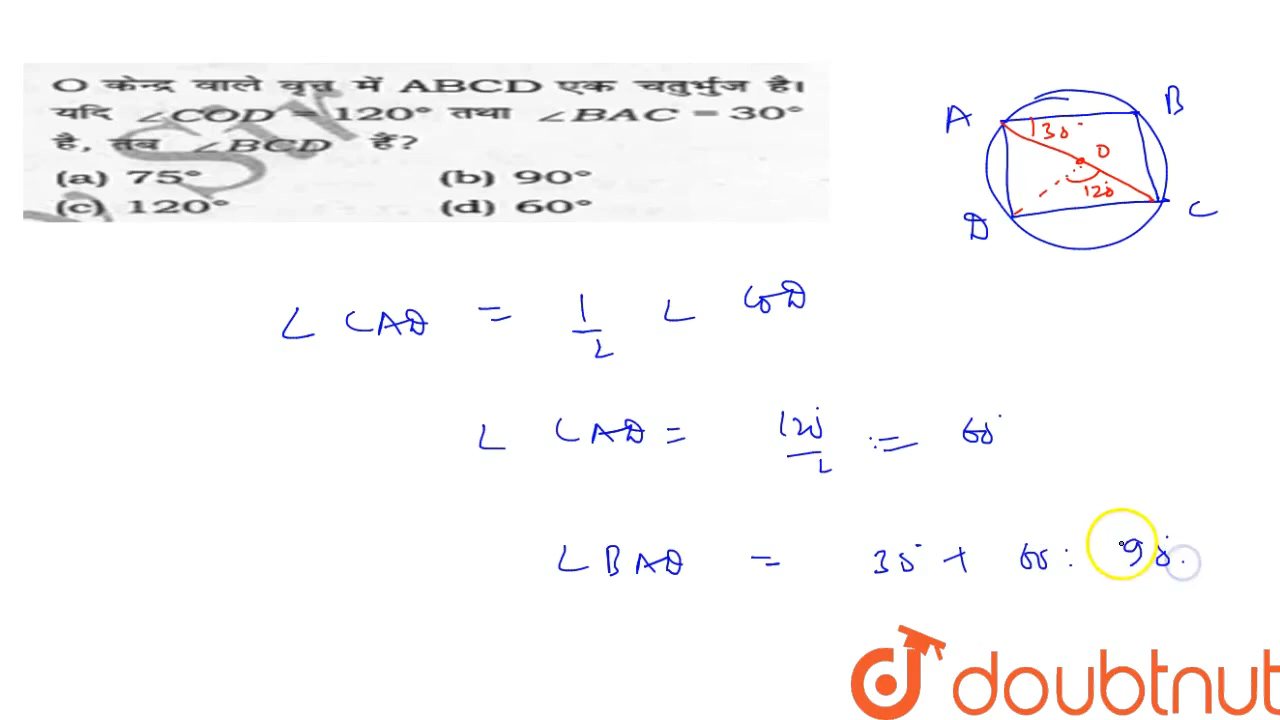 O केन्द्र वाले वृत्त में ABCD एक चतुर्भुज है।
यदि ∠COD = 120° तथा ∠BAC = 30°
है, तब ∠BCD हैं?
(a) 75° (b) 90°
(c) 120° (d) 60°
A B
30°
O
120°
D C
∠ CAD = 1/2 ∠ COD
∠ CAD = 120°/2 = 60°
∠ BAD = 30° + 60: 90°.
doubtnut